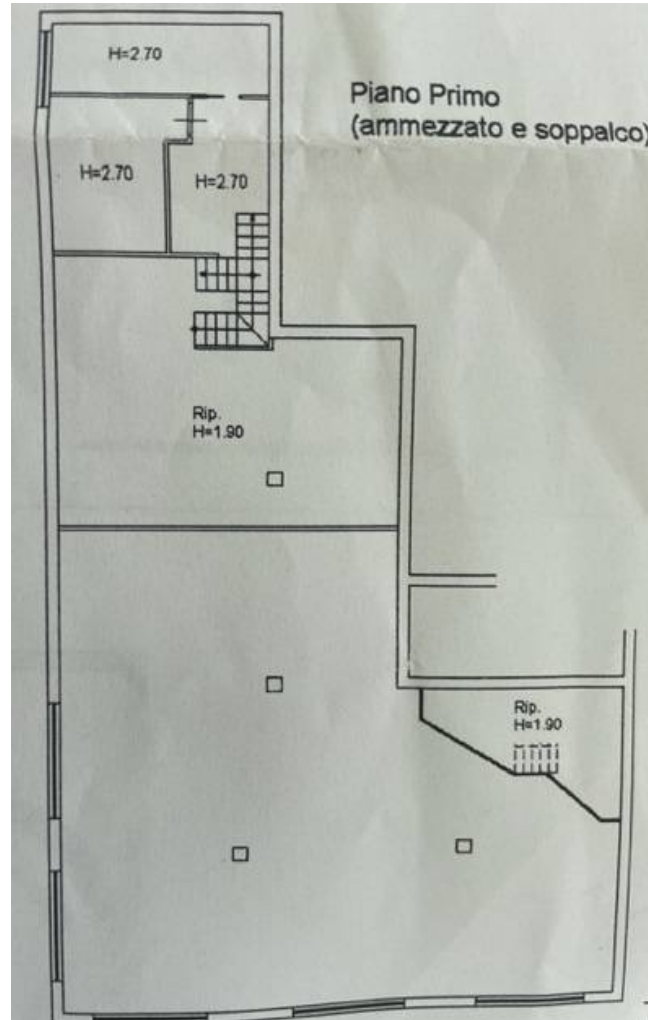 H=2.70
Piano Primo
(ammezzato e soppalco)
H=2.70
H=2.70
Rip.
H=1.90
Rip.
H=1.90